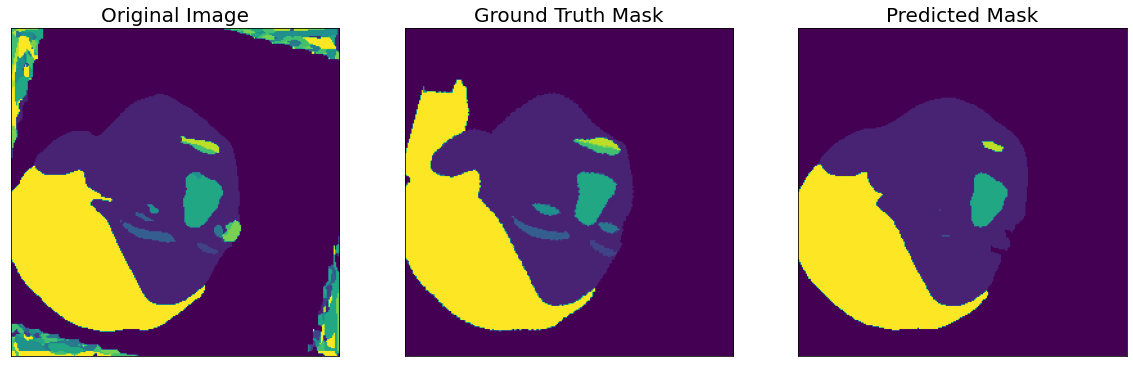 Original Image
Ground Truth Mask
Predicted Mask